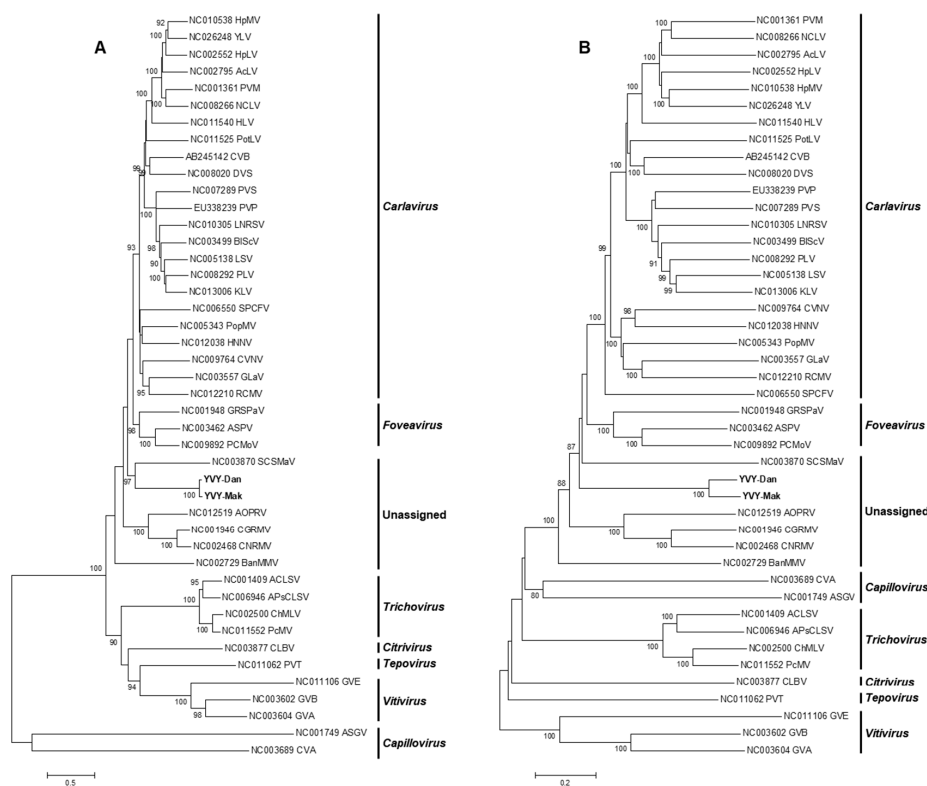 A
NC010538 HpMV
NC026248 YLV
NC002552 HpLV
NC002795 AcLV
NC001361 PVM
NC008266 NCLV
NC011540 HLV
NC011525 PotLV
AB245142 CVB
NC008020 DVS
NC007289 PVS
EU338239 PVP
NC010305 LNRSV
NC003499 BlScV
NC005138 LSV
NC008292 PLV
NC013006 KLV
NC006550 SPCFV
NC005343 PopMV
NC012038 HNNV
NC009764 CVNV
NC003557 GLaV
NC012210 RCMV
NC001948 GRSPaV
NC003462 ASPV
NC009892 PCMoV
NC003870 SCSMaV
YVY-Dan
YVY-Mak
NC012519 AOPRV
NC001946 CGRMV
NC002468 CNRMV
NC002729 BanMMV
NC001409 ACLSV
NC006946 APsCLSV
NC002500 ChMLV
NC011552 PcMV
NC003877 CLBV
NC011062 PVT
NC011106 GVE
NC003602 GVB
NC003604 GVA
NC001749 ASGV
NC003689 CVA
92
100
100
100
100
99
99
100
98
90
100
93
95
98
100
97
100
100
100
100
95
100
100
90
94
100
98
Carlavirus
Foveavirus
Unassigned
Trichovirus
Citrivirus
Tepovirus
Vitivirus
Capillovirus
0.5
B
NC001361 PVM
NC008266 NCLV
NC002795 AcLV
NC002552 HpLV
NC010538 HpMV
NC026248 YLV
NC011540 HLV
NC011525 PotLV
AB245142 CVB
NC008020 DVS
EU338239 PVP
NC007289 PVS
NC010305 LNRSV
NC003499 BlScV
NC008292 PLV
NC005138 LSV
NC013006 KLV
NC009764 CVNV
NC012038 HNNV
NC005343 PopMV
NC003557 GLaV
NC012210 RCMV
NC006550 SPCFV
NC001948 GRSPaV
NC003462 ASPV
NC009892 PCMoV
NC003870 SCSMaV
YVY-Dan
YVY-Mak
NC012519 AOPRV
NC001946 CGRMV
NC002468 CNRMV
NC002729 BanMMV
NC003689 CVA
NC001749 ASGV
NC001409 ACLSV
NC006946 APsCLSV
NC002500 ChMLV
NC011552 PcMV
NC003877 CLBV
NC011062 PVT
NC011106 GVE
NC003602 GVB
NC003604 GVA
100
100
100
100
100
100
100
91
99
99
99
98
100
100
100
100
100
87
100
88
100
100
80
100
100
100
100
Carlavirus
Foveavirus
Unassigned
Capillovirus
Trichovirus
Citrivirus
Tepovirus
Vitivirus
0.2